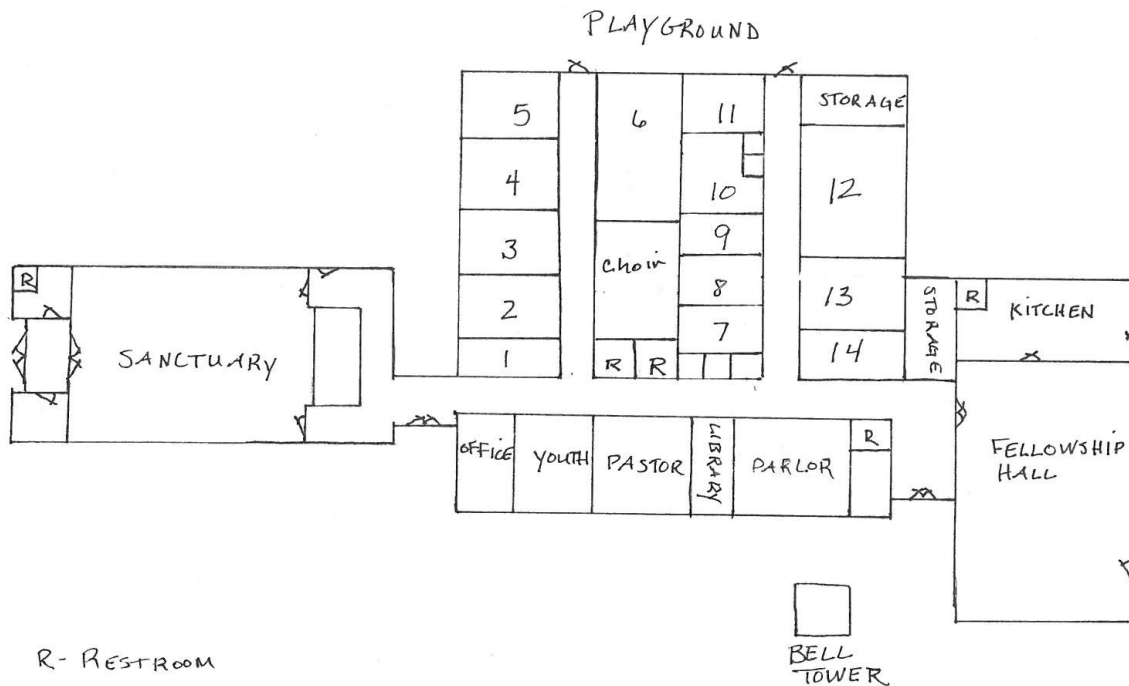 PLAYGROUND
5
6
11
STORAGE
4
10
12
3
9
Choir
8
13
2
7
14
1
R
R
STORAGE
R
KITCHEN
R
SANCTUARY
OFFICE
YOUTH
PASTOR
LIBRARY
PARLOR
R
FELLOWSHIP
HALL
BELL
TOWER
R- RESTROOM